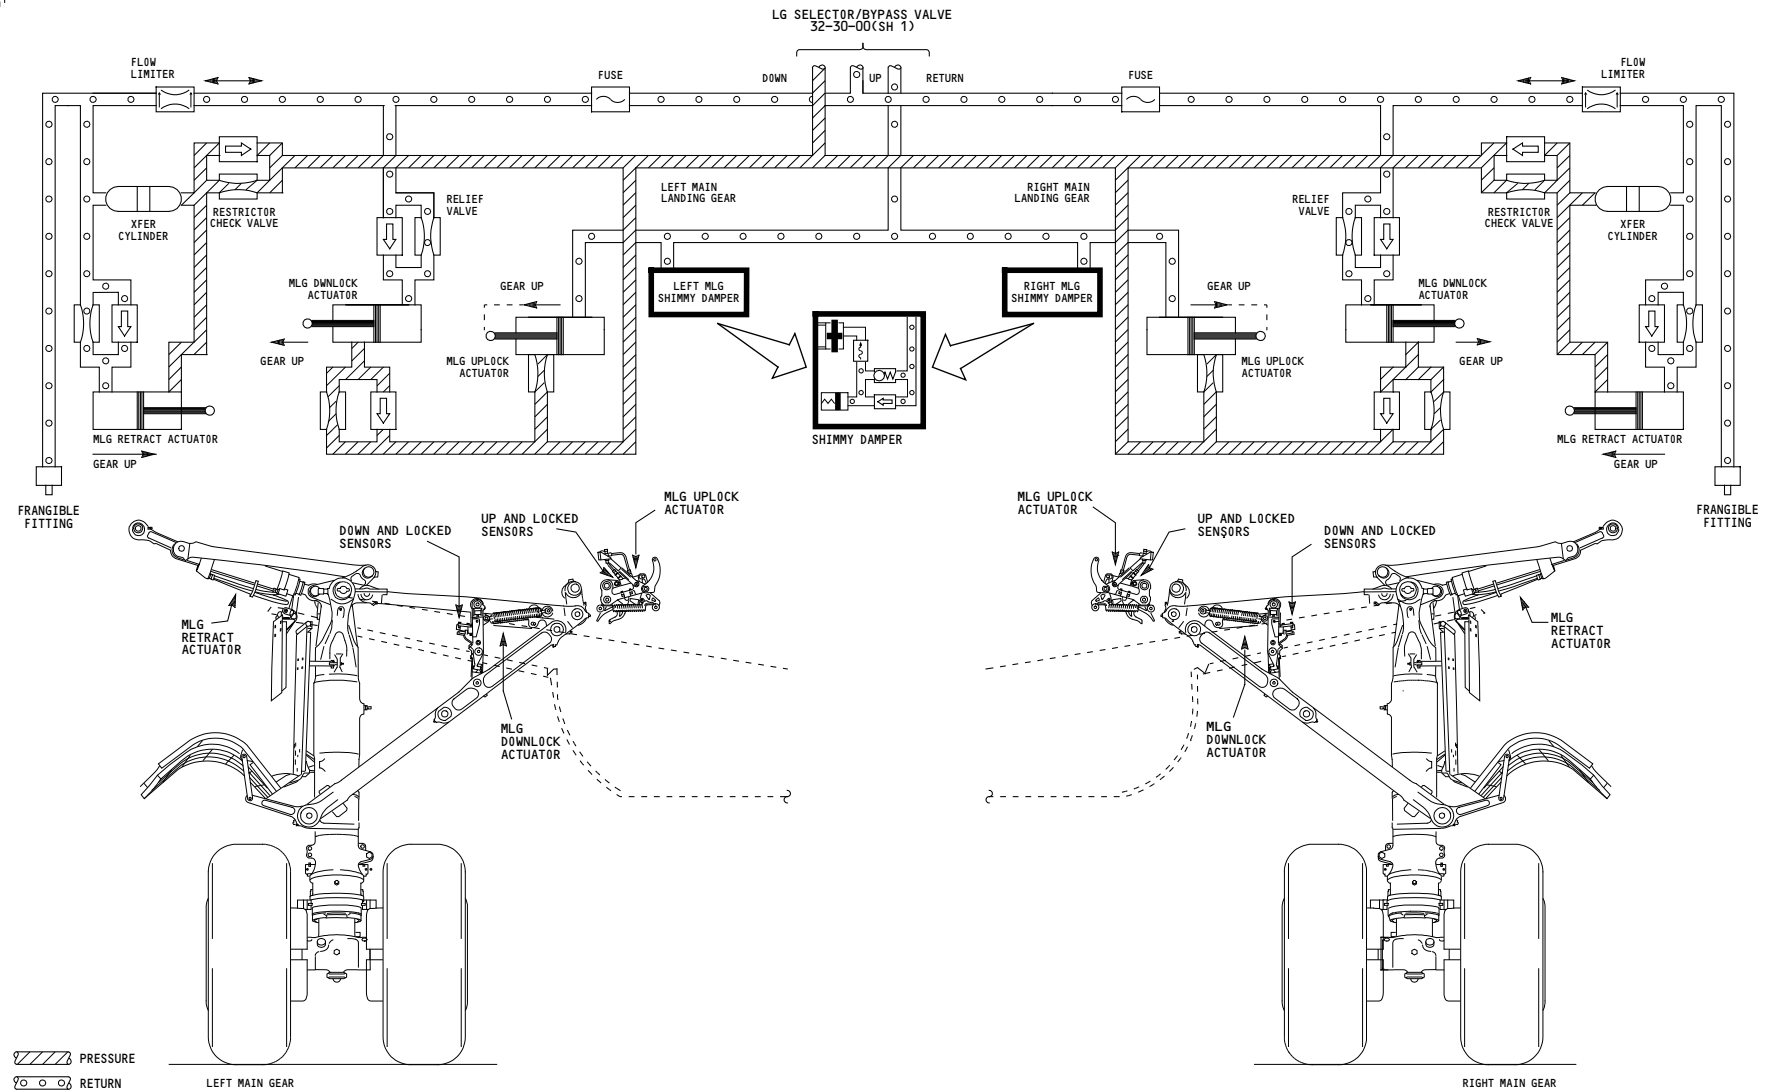 LG SELECTOR/BYPASS VALVE
32-30-00(SH 1)
FLOW
LIMITER
FUSE
DOWN
UP
RETURN
FUSE
FLOW
LIMITER
XFER
CYLINDER
RESTRICTOR
CHECK VALVE
RELIEF
VALVE
LEFT MAIN
LANDING GEAR
RIGHT MAIN
LANDING GEAR
RELIEF
VALVE
RESTRICTOR
CHECK VALVE
XFER
CYLINDER
MLG DWNLOCK
ACTUATOR
GEAR UP
LEFT MLG
SHIMMY DAMPER
RIGHT MLG
SHIMMY DAMPER
GEAR UP
MLG DWNLOCK
ACTUATOR
GEAR UP
MLG UPLOCK
ACTUATOR
MLG UPLOCK
ACTUATOR
GEAR UP
MLG RETRACT ACTUATOR
GEAR UP
SHIMMY DAMPER
MLG RETRACT ACTUATOR
GEAR UP
FRANGIBLE
FITTING
FRANGIBLE
FITTING
DOWN AND LOCKED
SENSORS
UP AND LOCKED
SENSORS
MLG UPLOCK
ACTUATOR
MLG UPLOCK
ACTUATOR
UP AND LOCKED
SENSORS
DOWN AND LOCKED
SENSORS
MLG
RETRACT
ACTUATOR
MLG
RETRACT
ACTUATOR
MLG
DOWNLOCK
ACTUATOR
MLG
DOWNLOCK
ACTUATOR
PRESSURE
RETURN
LEFT MAIN GEAR
RIGHT MAIN GEAR